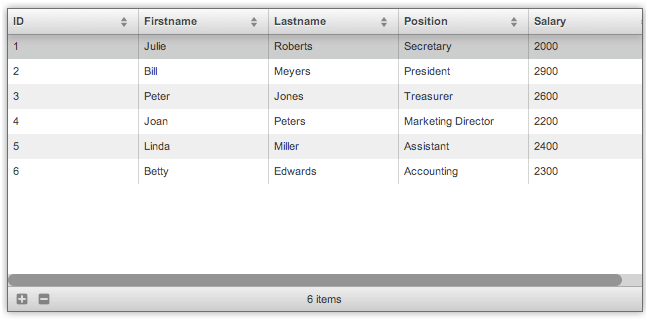 ID Firstname Lastname Position Salary
1 Julie Roberts Secretary 2000
2 Bill Meyers President 2900
3 Peter Jones Treasurer 2600
4 Joan Peters Marketing Director 2200
5 Linda Miller Assistant 2400
6 Betty Edwards Accounting 2300
6 items